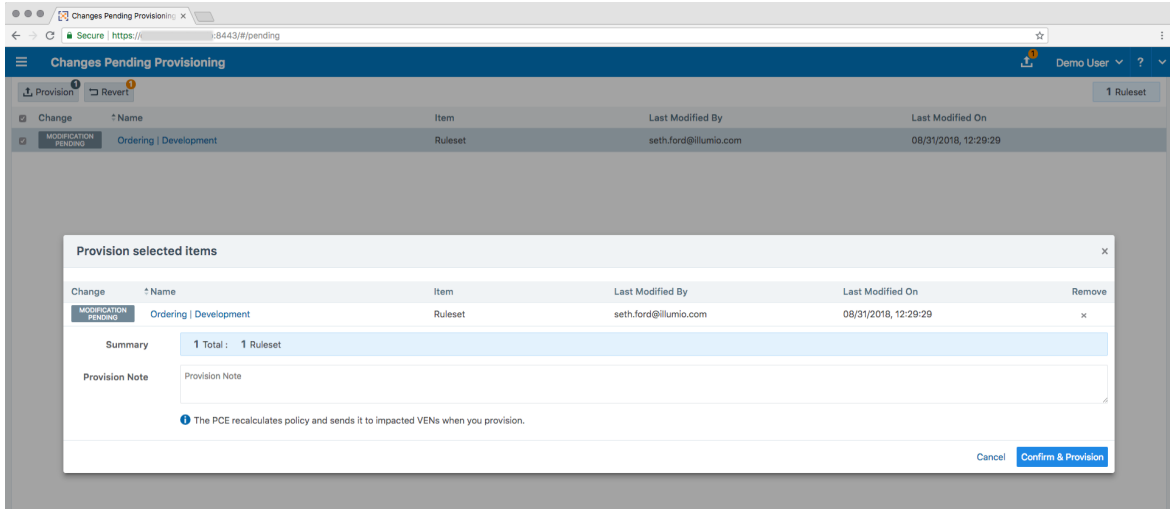 Changes Pending Provisioning
Secure | https:// :8443/#/pending
Changes Pending Provisioning 1 Demo User ?
Provision 1 Revert 1 1 Ruleset
Change Name Item Last Modified By Last Modified On
MODIFICATION PENDING Ordering | Development Ruleset seth.ford@illumio.com 08/31/2018, 12:29:29
Provision selected items
Change Name Item Last Modified By Last Modified On Remove
MODIFICATION PENDING Ordering | Development Ruleset seth.ford@illumio.com 08/31/2018, 12:29:29
Summary 1 Total : 1 Ruleset
Provision Note Provision Note
The PCE recalculates policy and sends it to impacted VENs when you provision.
Cancel Confirm & Provision